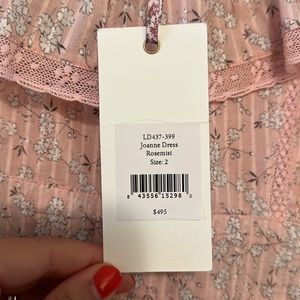 LD437-399
Joanne Dress
Rosemist
Size: 2
8 43556 15298 0
$495